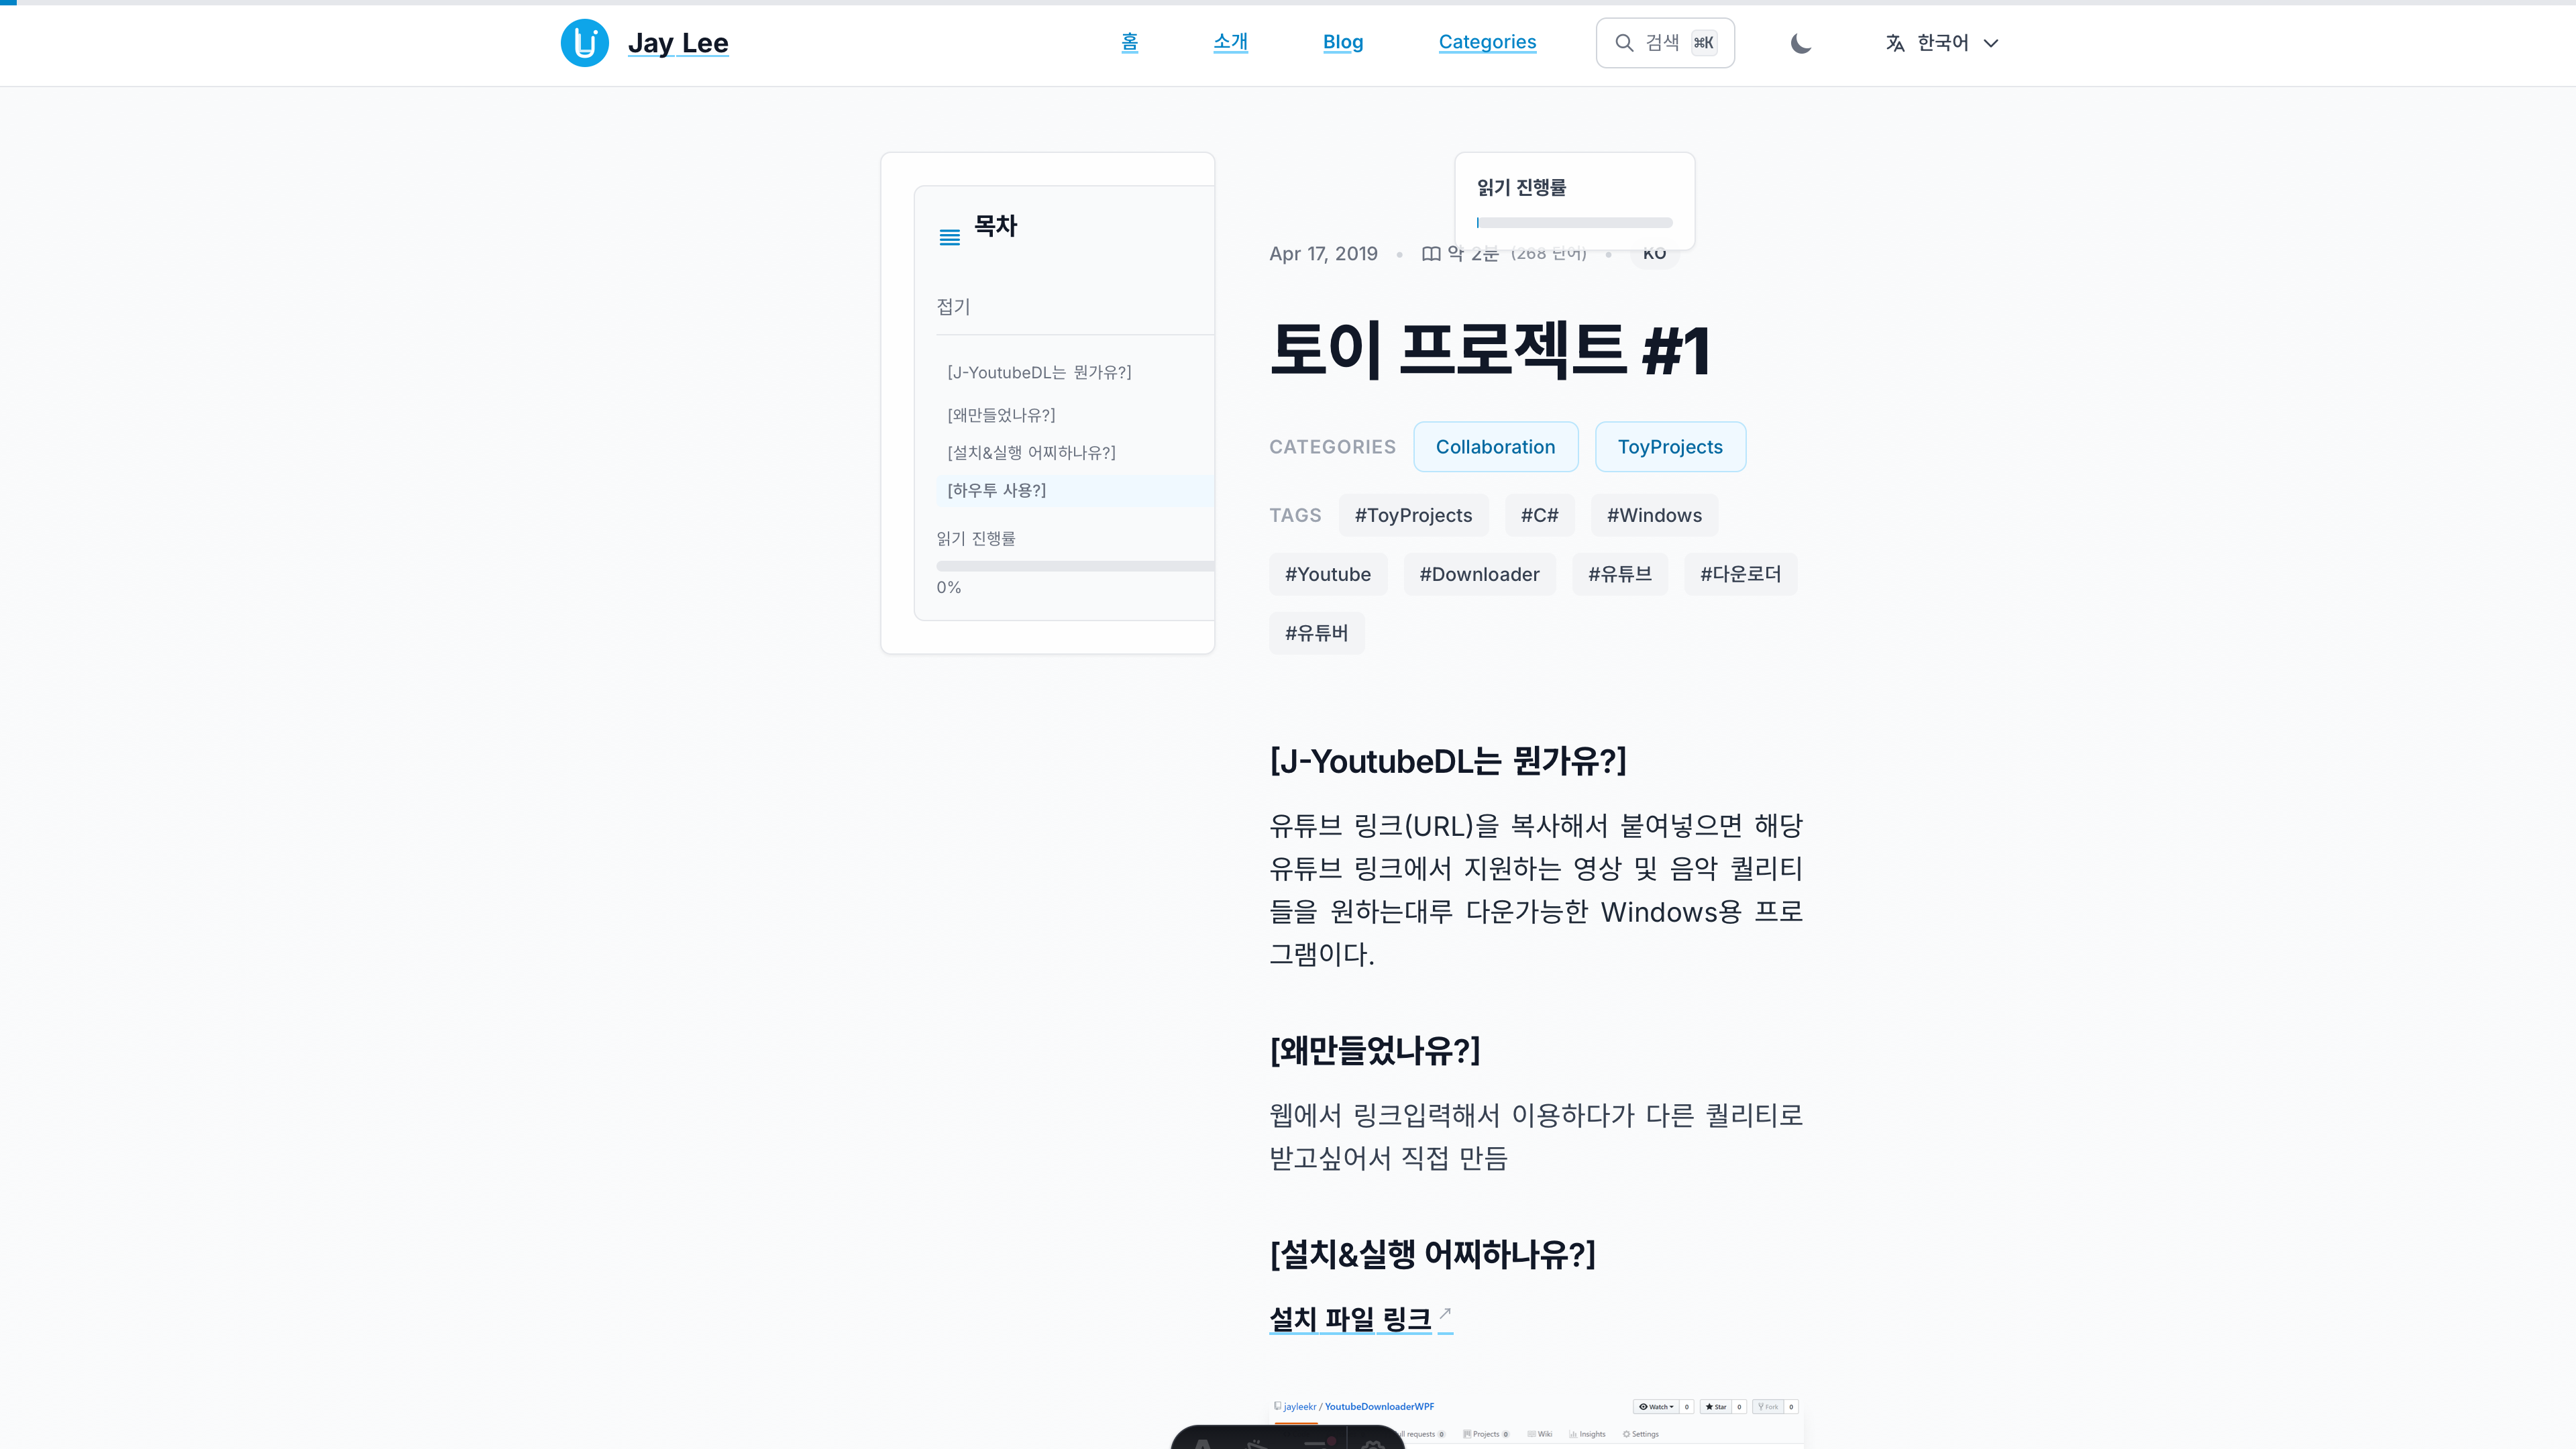 Jay Lee
홈
소개
Blog
Categories
검색 ⌘K
한국어
목차
접기
[J-YoutubeDL는 뭔가유?]
[왜만들었나유?]
[설치&실행 어찌하나유?]
[하우투 사용?]
읽기 진행률
0%
읽기 진행률
Apr 17, 2019 • 약 2분 (268 단어) • KO
토이 프로젝트 #1
CATEGORIES Collaboration ToyProjects
TAGS #ToyProjects #C# #Windows
#Youtube #Downloader #유튜브 #다운로더
#유튜버
[J-YoutubeDL는 뭔가유?]
유튜브 링크(URL)을 복사해서 붙여넣으면 해당
유튜브 링크에서 지원하는 영상 및 음악 퀄리티
들을 원하는대루 다운가능한 Windows용 프로
그램이다.
[왜만들었나유?]
웹에서 링크입력해서 이용하다가 다른 퀄리티로
받고싶어서 직접 만듬
[설치&실행 어찌하나유?]
설치 파일 링크 ↗
jayleekr / YoutubeDownloaderWPF
Watch 0 Star 0 Fork 0
requests 0 Projects 0 Wiki Insights Settings